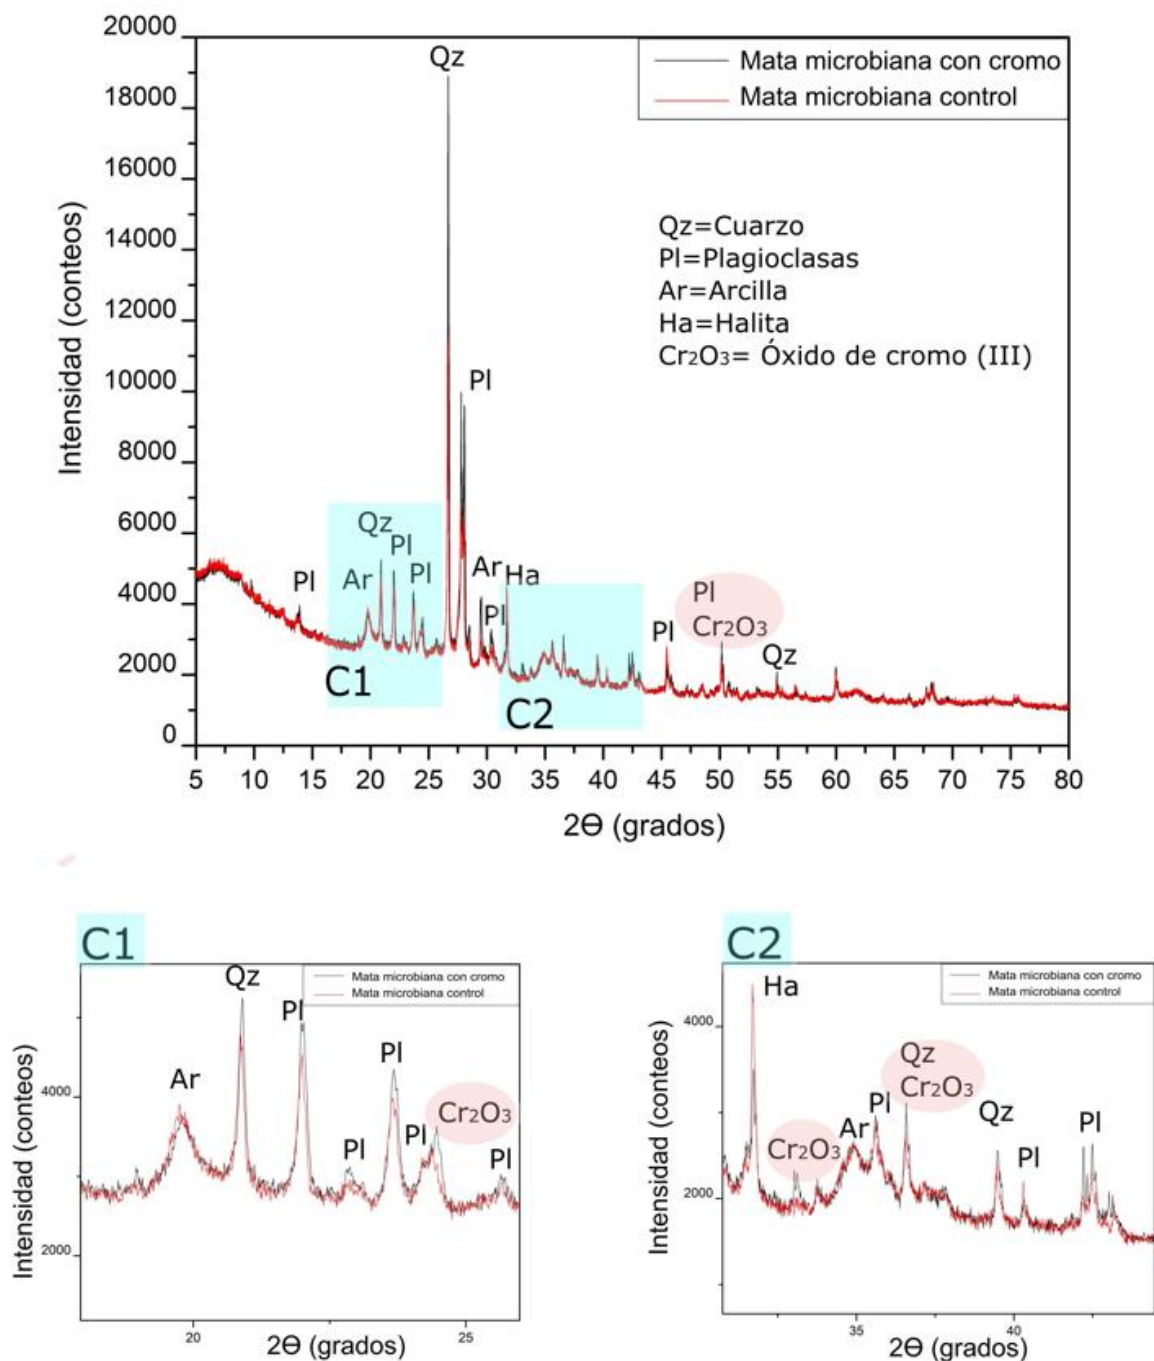 20000
18000
16000
14000
12000
10000
8000
6000
4000
2000
0
Intensidad (conteos)
Qz
Mata microbiana con cromo
Mata microbiana control
Qz=Cuarzo
Pl=Plagioclasas
Ar=Arcilla
Ha=Halita
Cr₂O₃= Óxido de cromo (III)
Pl
Qz
Pl
Pl
Ar
Pl
Ar
Ha
Pl
Pl
Pl
Cr₂O₃
Qz
C1
C2
5 10 15 20 25 30 35 40 45 50 55 60 65 70 75 80
2Ɵ (grados)
C1
Mata microbiana con cromo
Mata microbiana control
Qz
Pl
Ar
Pl
Cr₂O₃
Pl
Pl
Pl
4000
2000
Intensidad (conteos)
20 25
2Ɵ (grados)
C2
Mata microbiana con cromo
Mata microbiana control
Ha
Qz
Cr₂O₃
Pl
Ar
Cr₂O₃
Qz
Pl
Pl
4000
2000
Intensidad (conteos)
35 40
2Ɵ (grados)